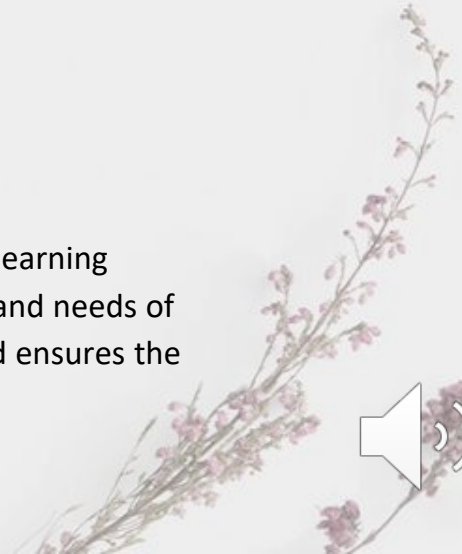 earning
and needs of
d ensures the